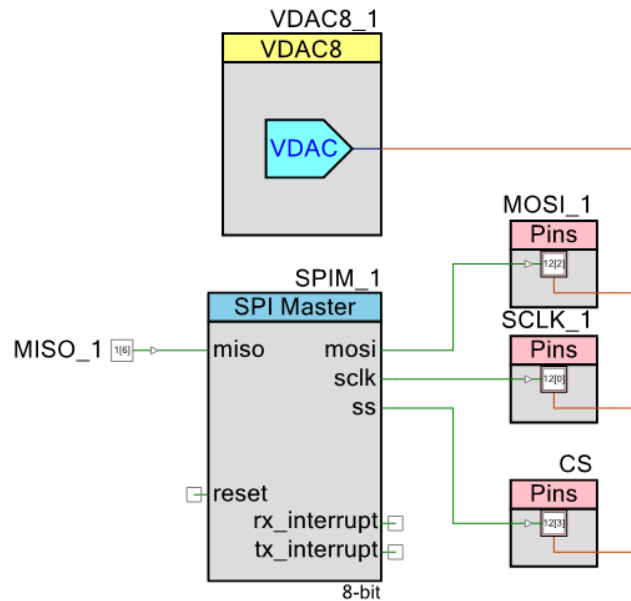 VDAC8_1
VDAC8
VDAC
MOSI_1
Pins
12[2]
SPIM_1
SPI Master
SCLK_1
Pins
12[0]
MISO_1
1[6]
miso
mosi
sclk
ss
CS
Pins
12[3]
reset
rx_interrupt
tx_interrupt
8-bit